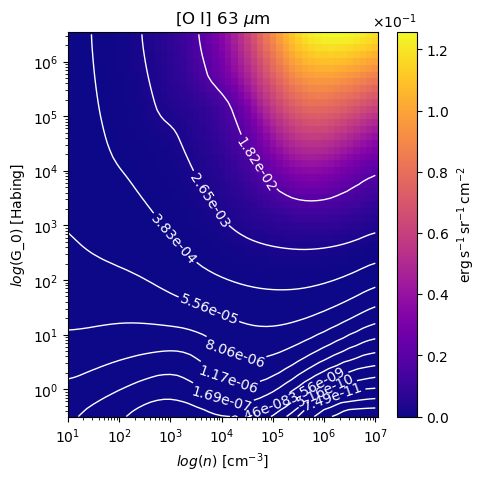 [O I] 63 μm
×10⁻¹
10⁶
10⁵
10⁴
10³
10²
10¹
10⁰
log(G_0) [Habing]
1.82e-02
2.65e-03
3.83e-04
5.56e-05
8.06e-06
1.17e-06
1.69e-07
7.49e-11
10¹ 10² 10³ 10⁴ 10⁵ 10⁶ 10⁷
log(n) [cm⁻³]
1.2
1.0
0.8
0.6
0.4
0.2
0.0
erg s⁻¹ sr⁻¹ cm⁻²